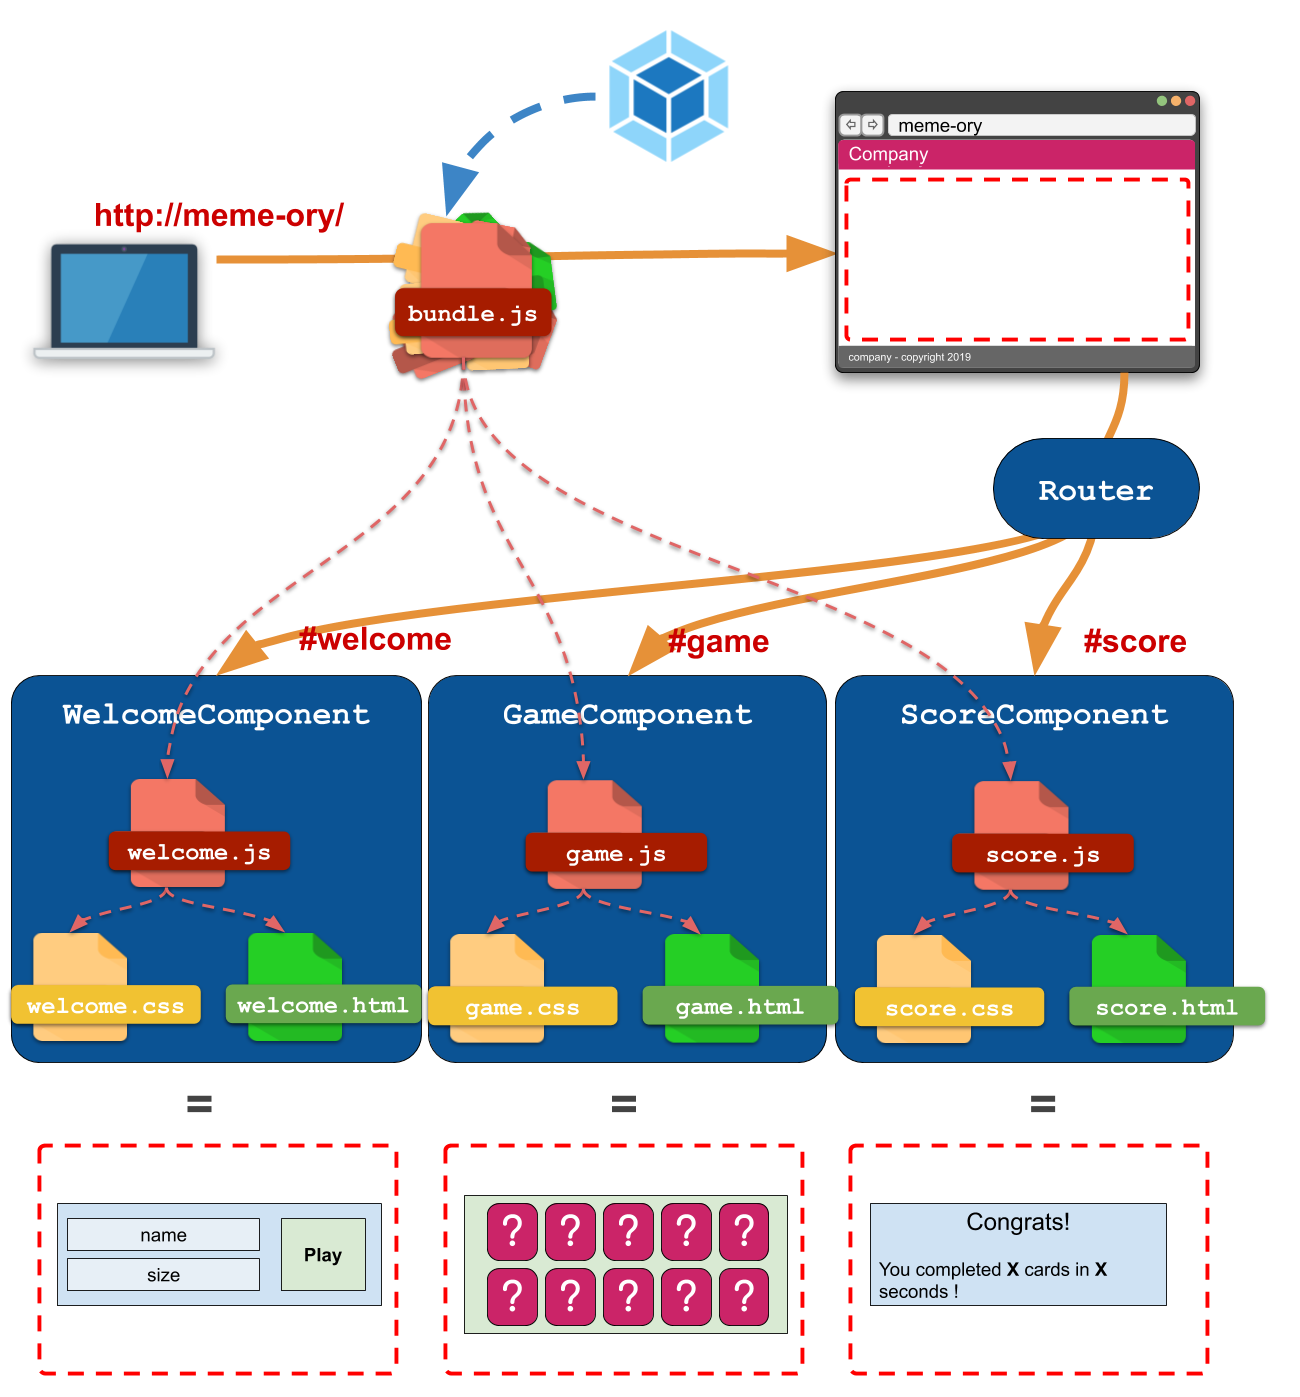 meme-ory
Company
http://meme-ory/
bundle.js
company - copyright 2019
Router
#welcome
#game
#score
WelcomeComponent
GameComponent
ScoreComponent
welcome.js
game.js
score.js
welcome.css
welcome.html
game.css
game.html
score.css
score.html
=
=
=
name
size
Play
? ? ? ? ?
? ? ? ? ?
Congrats!
You completed X cards in X
seconds !